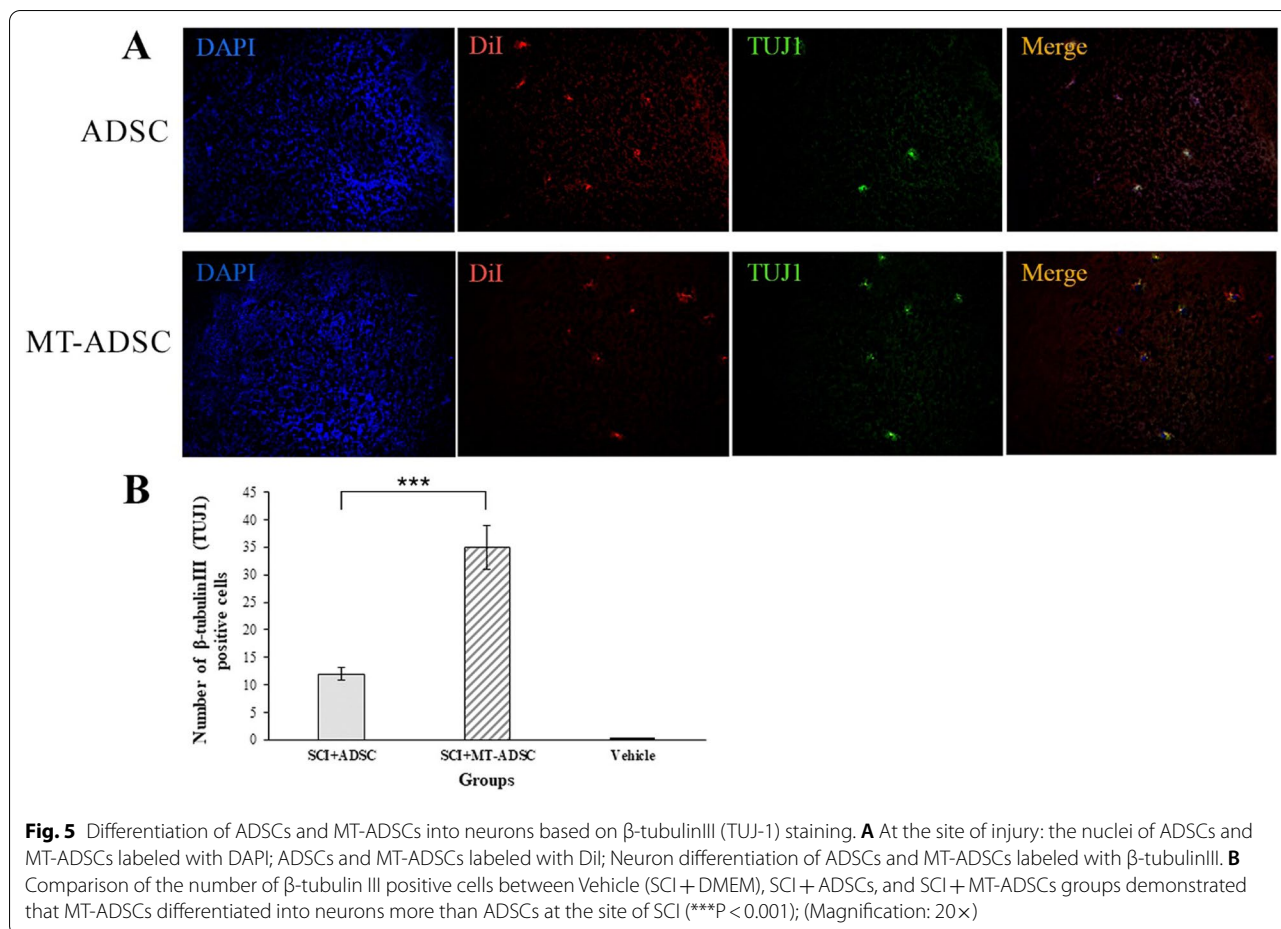 A
DAPI
DiI
TUJ1
Merge
ADSC
DAPI
DiI
TUJ1
Merge
MT-ADSC
B
***
Number of β-tubulinIII (TUJ1)
positive cells
45
40
35
30
25
20
15
10
5
0
SCI+ADSC
SCI+MT-ADSC
Vehicle
Groups
Fig. 5 Differentiation of ADSCs and MT-ADSCs into neurons based on β-tubulinIII (TUJ-1) staining. A At the site of injury: the nuclei of ADSCs and
MT-ADSCs labeled with DAPI; ADSCs and MT-ADSCs labeled with DiI; Neuron differentiation of ADSCs and MT-ADSCs labeled with β-tubulinIII. B
Comparison of the number of β-tubulin III positive cells between Vehicle (SCI + DMEM), SCI + ADSCs, and SCI + MT-ADSCs groups demonstrated
that MT-ADSCs differentiated into neurons more than ADSCs at the site of SCI (***P < 0.001); (Magnification: 20×)